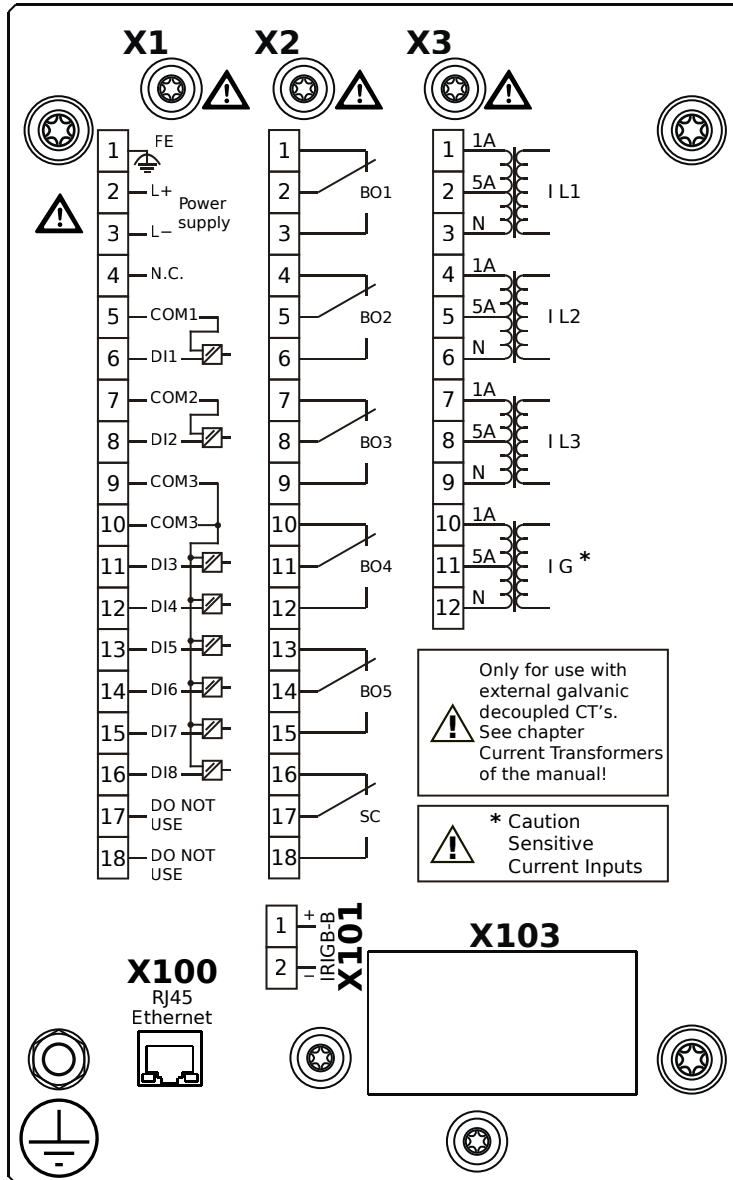 X1
X2
X3
1 FE
2 L+
Power
supply
3 L−
4 N.C.
5 COM1
6 DI1
7 COM2
8 DI2
9 COM3
10 COM3
11 DI3
12 DI4
13 DI5
14 DI6
15 DI7
16 DI8
17 DO NOT
USE
18 DO NOT
USE
1
2 BO1
3
4
5 BO2
6
7
8 BO3
9
10
11 BO4
12
13
14 BO5
15
16
17 SC
18
1 1A
2 5A I L1
3 N
4 1A
5 5A I L2
6 N
7 1A
8 5A I L3
9 N
10 1A
11 5A I G *
12 N
Only for use with
external galvanic
decoupled CT's.
See chapter
Current Transformers
of the manual!
* Caution
Sensitive
Current Inputs
1 +
2 −
IRIGB-B
X101
X103
X100
RJ45
Ethernet